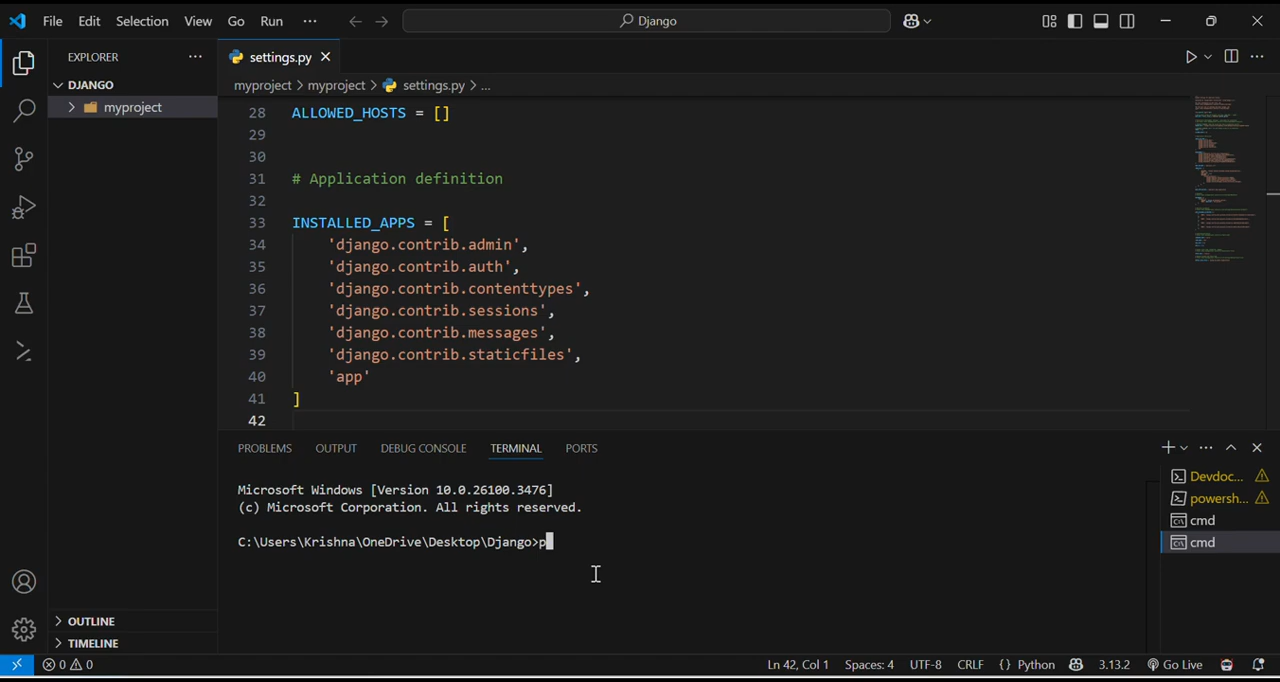 File Edit Selection View Go Run ··· Django
EXPLORER ···
DJANGO
myproject
OUTLINE
TIMELINE
settings.py
myproject > myproject > settings.py > ...
28 ALLOWED_HOSTS = []
29
30
31 # Application definition
32
33 INSTALLED_APPS = [
34 'django.contrib.admin',
35 'django.contrib.auth',
36 'django.contrib.contenttypes',
37 'django.contrib.sessions',
38 'django.contrib.messages',
39 'django.contrib.staticfiles',
40 'app'
41 ]
42
PROBLEMS OUTPUT DEBUG CONSOLE TERMINAL PORTS
Microsoft Windows [Version 10.0.26100.3476]
(c) Microsoft Corporation. All rights reserved.
C:\Users\Krishna\OneDrive\Desktop\Django>p
Devdoc...
powersh...
cmd
cmd
0 0 Ln 42, Col 1 Spaces: 4 UTF-8 CRLF {} Python 3.13.2 Go Live